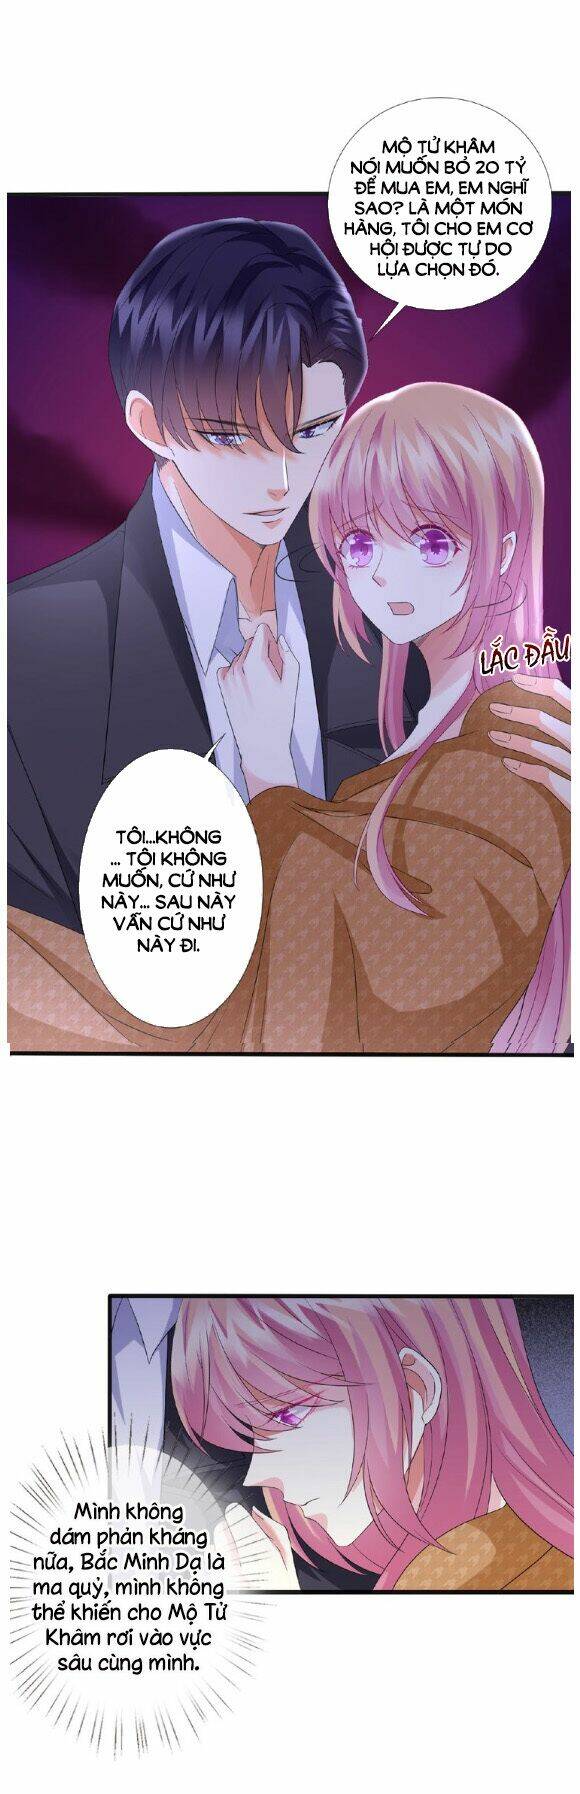 MỘ TỬ KHÂM
NÓI MUỐN BỎ 20 TỶ
ĐỂ MUA EM, EM NGHĨ
SAO? LÀ MỘT MÓN
HÀNG, TÔI CHO EM CƠ
HỘI ĐƯỢC TỰ DO
LỰA CHỌN ĐÓ.
LẮC ĐẦU
TÔI...KHÔNG
... TÔI KHÔNG
MUỐN, CỨ NHƯ
NÀY... SAU NÀY
VẪN CỨ NHƯ
NÀY ĐI.
Mình không
dám phản kháng
nữa, Bắc Minh Dạ là
ma quỷ, mình không
thể khiến cho Mộ Tử
Khâm rơi vào vực
sâu cùng mình.